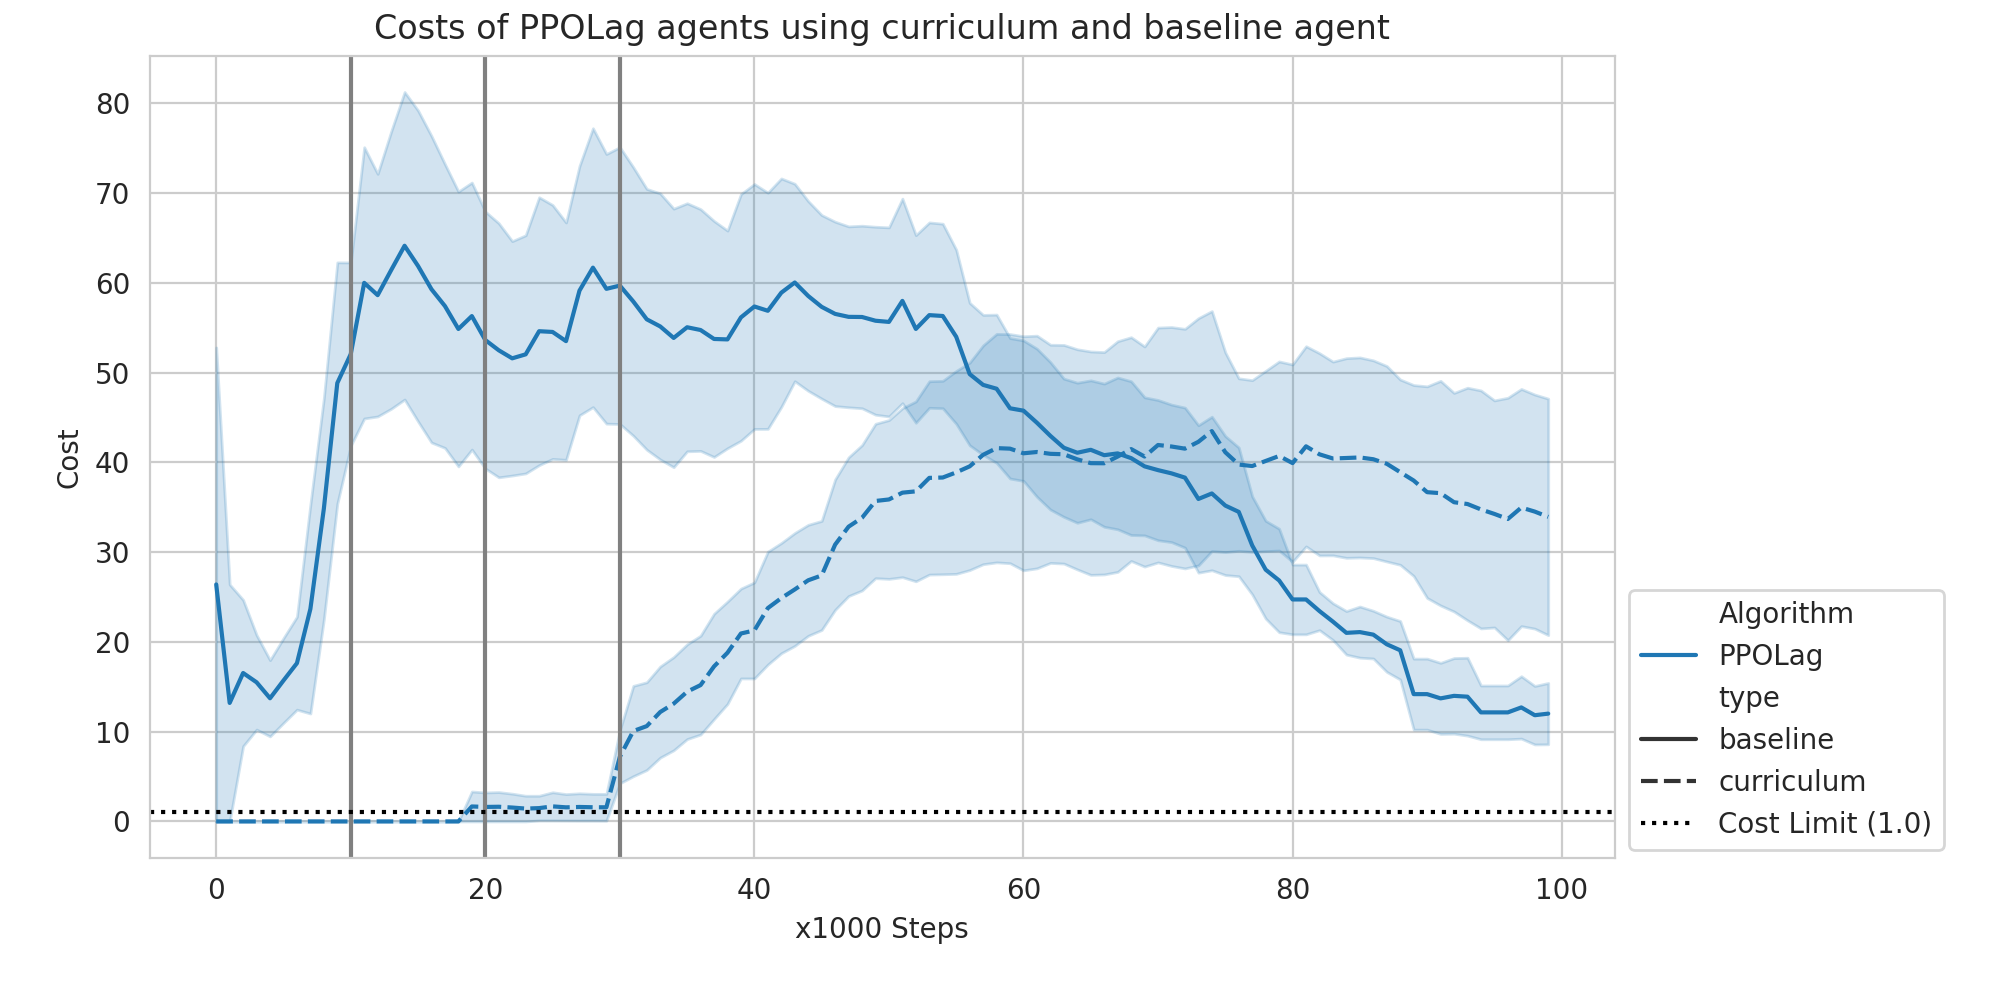 Costs of PPOLag agents using curriculum and baseline agent
Cost
80
70
60
50
40
30
20
10
0
0 20 40 60 80 100
x1000 Steps
Algorithm
PPOLag
type
baseline
curriculum
Cost Limit (1.0)